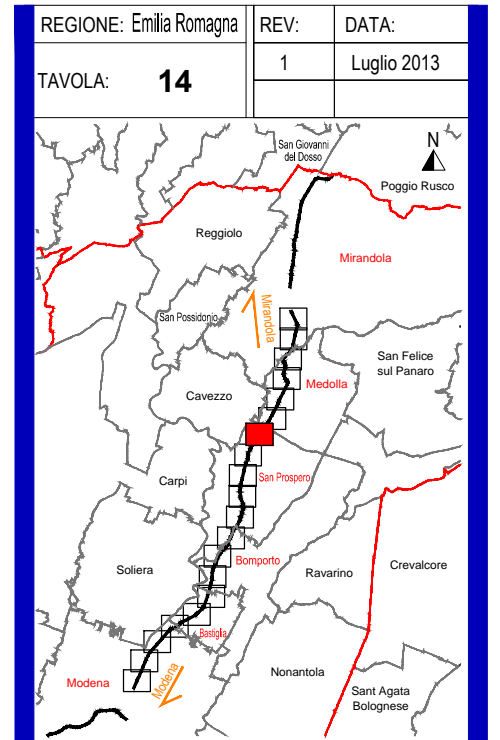 REGIONE: Emilia Romagna
REV:
DATA:
TAVOLA: 14
1
Luglio 2013
San Giovanni
del Dosso
N
Poggio Rusco
Reggiolo
Mirandola
Mirandola
San Possidonio
San Felice
sul Panaro
Medolla
Cavezzo
San Prospero
Carpi
Bomporto
Soliera
Ravarino
Crevalcore
Bastiglia
Modena
Modena
Nonantola
Sant Agata
Bolognese